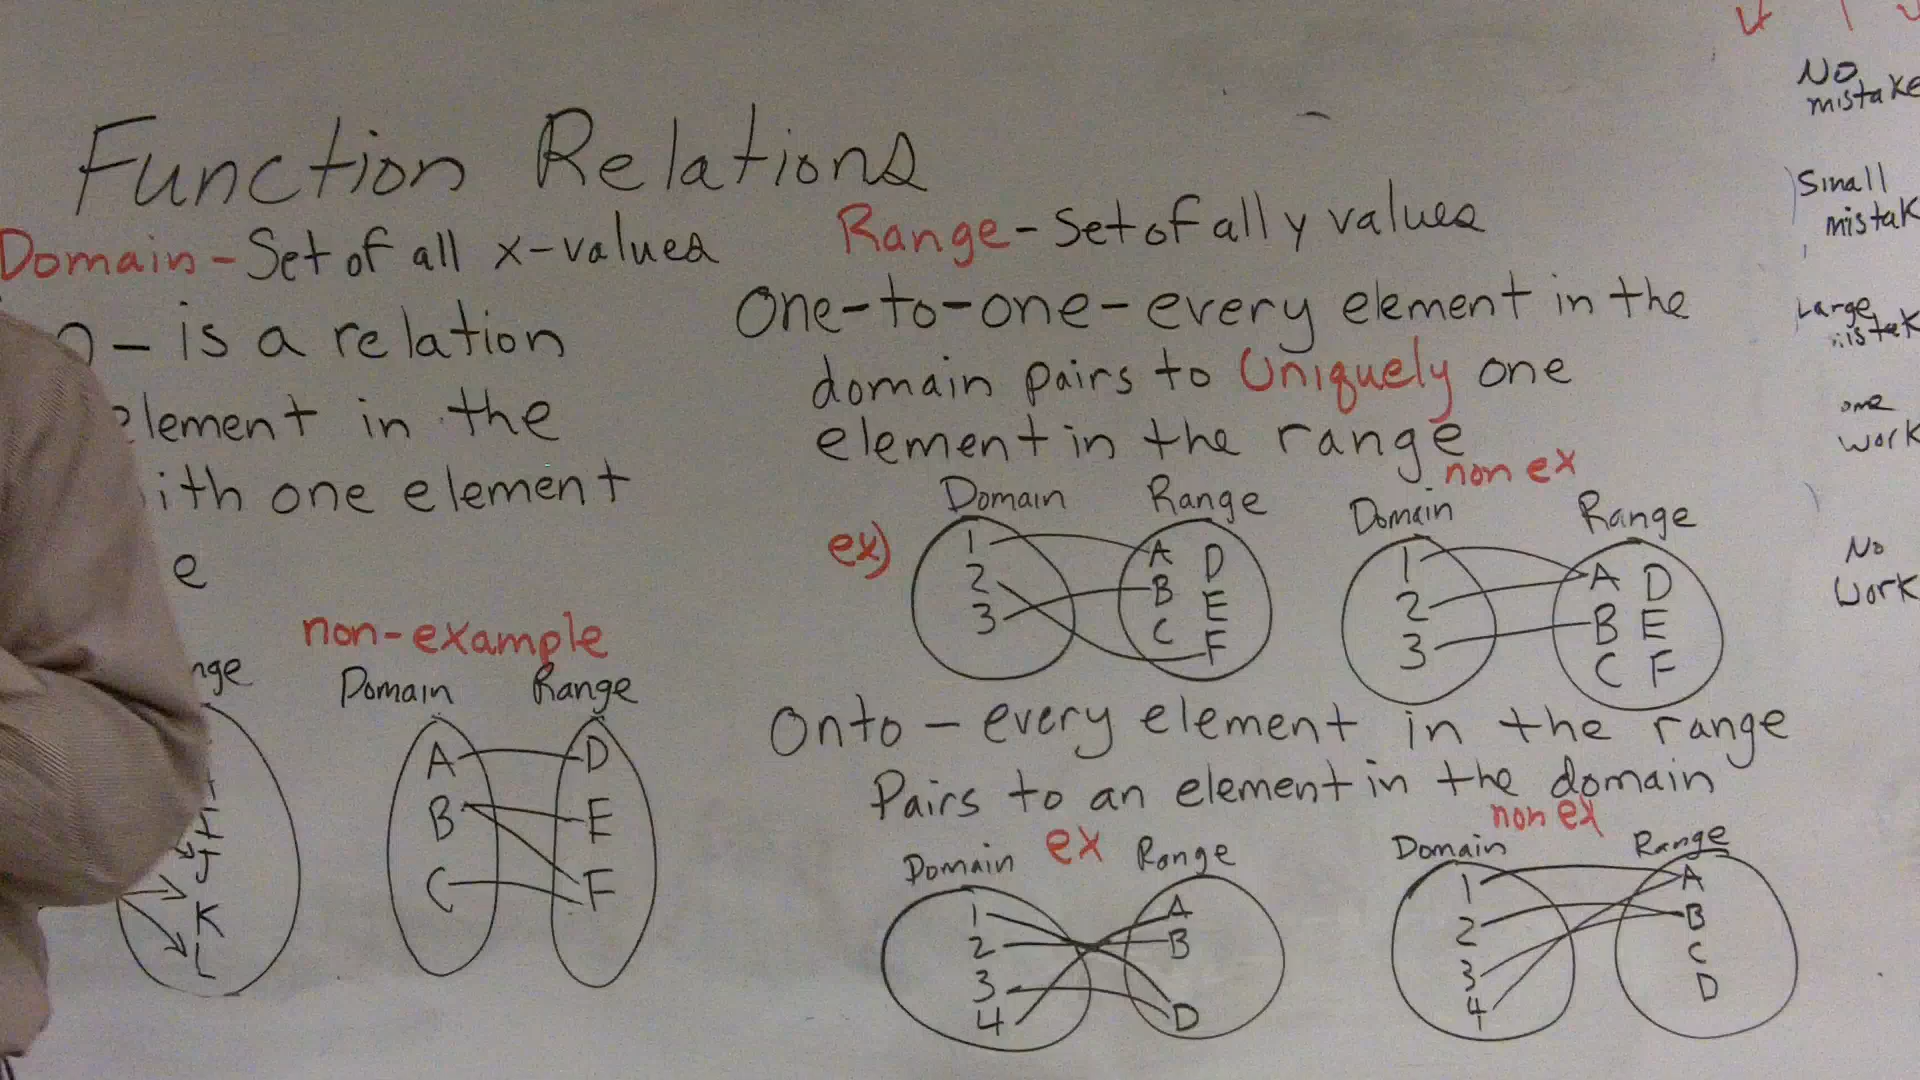 Function Relations
Domain - Set of all x-values
Range - Set of all y values
n - is a relation
element in the
ith one element
e
One-to-one - every element in the
domain pairs to Uniquely one
element in the range
ex)
Domain Range
1 A D
2 B E
3 C F
non ex
Domain Range
1 A D
2 B E
3 C F
nge
J
K
L
non-example
Domain Range
A D
B E
C F
Onto - every element in the range
Pairs to an element in the domain
ex
Domain Range
1 A
2 B
3 D
4
non ex
Domain Range
1 A
2 B
3 C
4 D
No
mistake
Small
mistak
Large
mistak
one
work
No
work